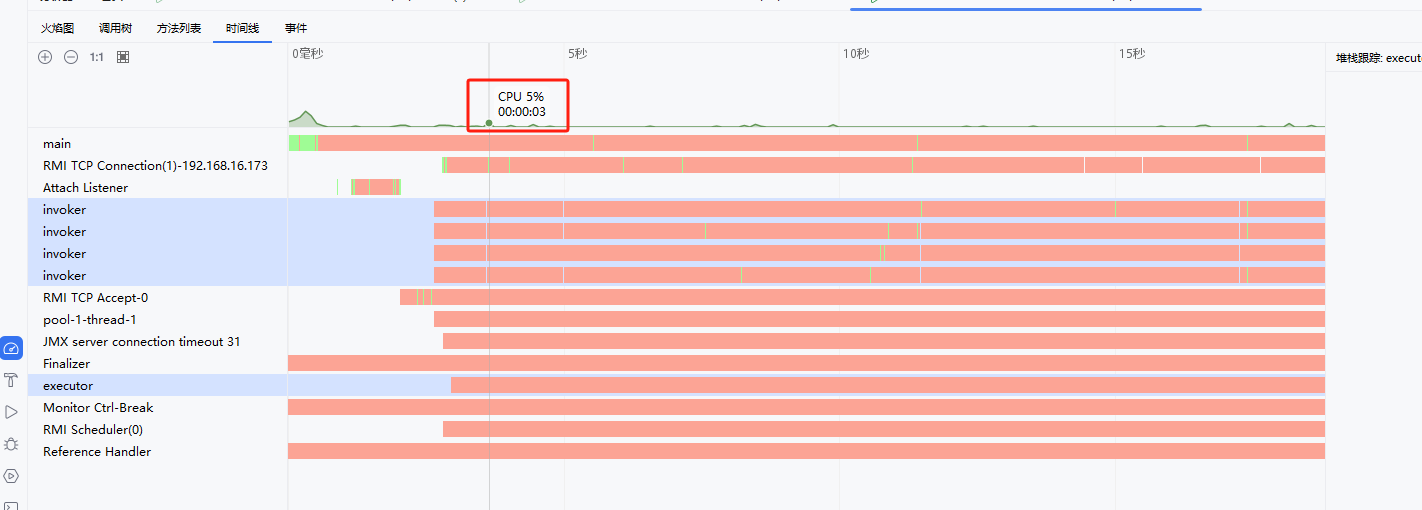 火焰图 调用树 方法列表 时间线 事件
1:1
0毫秒 5秒 10秒 15秒
堆栈跟踪: execut
CPU 5%
00:00:03
main
RMI TCP Connection(1)-192.168.16.173
Attach Listener
invoker
invoker
invoker
invoker
RMI TCP Accept-0
pool-1-thread-1
JMX server connection timeout 31
Finalizer
executor
Monitor Ctrl-Break
RMI Scheduler(0)
Reference Handler